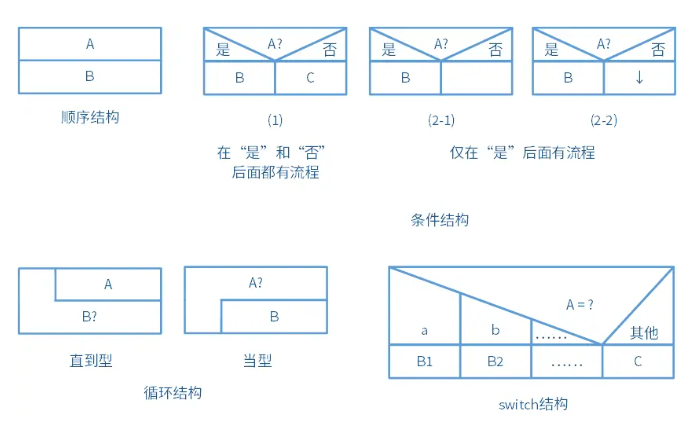 A
B
顺序结构
是
A?
否
B
C
(1)
在“是”和“否”
后面都有流程
是
A?
否
B
(2-1)
是
A?
否
B
↓
(2-2)
仅在“是”后面有流程
条件结构
A
B?
直到型
A?
B
当型
循环结构
A = ?
a
b
……
其他
B1
B2
……
C
switch结构